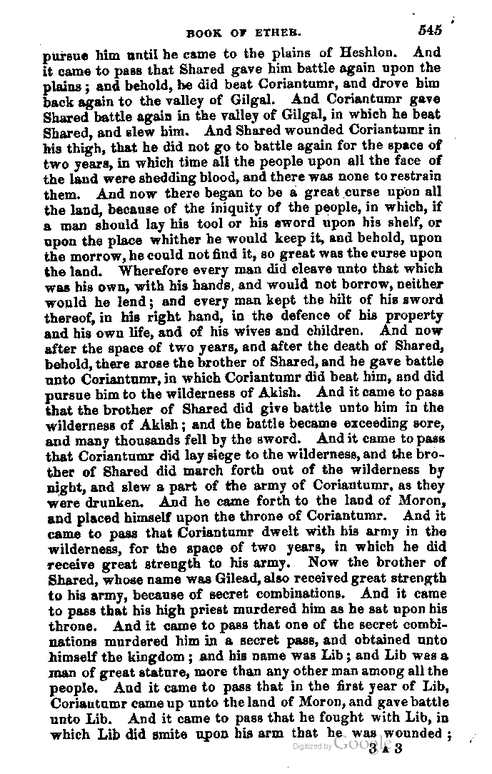 BOOK OF ETHER. 545
pursue him until he came to the plains of Heshlon. And
it came to pass that Shared gave him battle again upon the
plains; and behold, he did beat Coriantumr, and drove him
back again to the valley of Gilgal. And Coriantumr gave
Shared battle again in the valley of Gilgal, in which he beat
Shared, and slew him. And Shared wounded Coriantumr in
his thigh, that he did not go to battle again for the space of
two years, in which time all the people upon all the face of
the land were shedding blood, and there was none to restrain
them. And now there began to be a great curse upon all
the land, because of the iniquity of the people, in which, if
a man should lay his tool or his sword upon his shelf, or
upon the place whither he would keep it, and behold, upon
the morrow, he could not find it, so great was the curse upon
the land. Wherefore every man did cleave unto that which
was his own, with his hands, and would not borrow, neither
would he lend; and every man kept the hilt of his sword
thereof, in his right hand, in the defence of his property
and his own life, and of his wives and children. And now
after the space of two years, and after the death of Shared,
behold, there arose the brother of Shared, and he gave battle
unto Coriantumr, in which Coriantumr did beat him, and did
pursue him to the wilderness of Akish. And it came to pass
that the brother of Shared did give battle unto him in the
wilderness of Akish; and the battle became exceeding sore,
and many thousands fell by the sword. And it came to pass
that Coriantumr did lay siege to the wilderness, and the bro-
ther of Shared did march forth out of the wilderness by
night, and slew a part of the army of Coriantumr, as they
were drunken. And he came forth to the land of Moron,
and placed himself upon the throne of Coriantumr. And it
came to pass that Coriantumr dwelt with his army in the
wilderness, for the space of two years, in which he did
receive great strength to his army. Now the brother of
Shared, whose name was Gilead, also received great strength
to his army, because of secret combinations. And it came
to pass that his high priest murdered him as he sat upon his
throne. And it came to pass that one of the secret combi-
nations murdered him in a secret pass, and obtained unto
himself the kingdom; and his name was Lib; and Lib was a
man of great stature, more than any other man among all the
people. And it came to pass that in the first year of Lib,
Coriantumr came up unto the land of Moron, and gave battle
unto Lib. And it came to pass that he fought with Lib, in
which Lib did smite upon his arm that he was wounded;
Digitized by Google
3 A 3